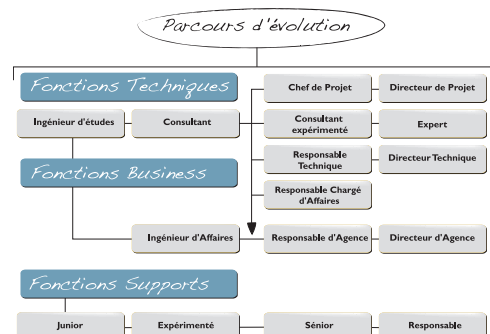 Parcours d'évolution
Fonctions Techniques
Chef de Projet
Directeur de Projet
Ingénieur d'études
Consultant
Consultant
expérimenté
Expert
Responsable
Technique
Directeur Technique
Fonctions Business
Responsable Chargé
d'Affaires
Ingénieur d'Affaires
Responsable d'Agence
Directeur d'Agence
Fonctions Supports
Junior
Expérimenté
Sénior
Responsable